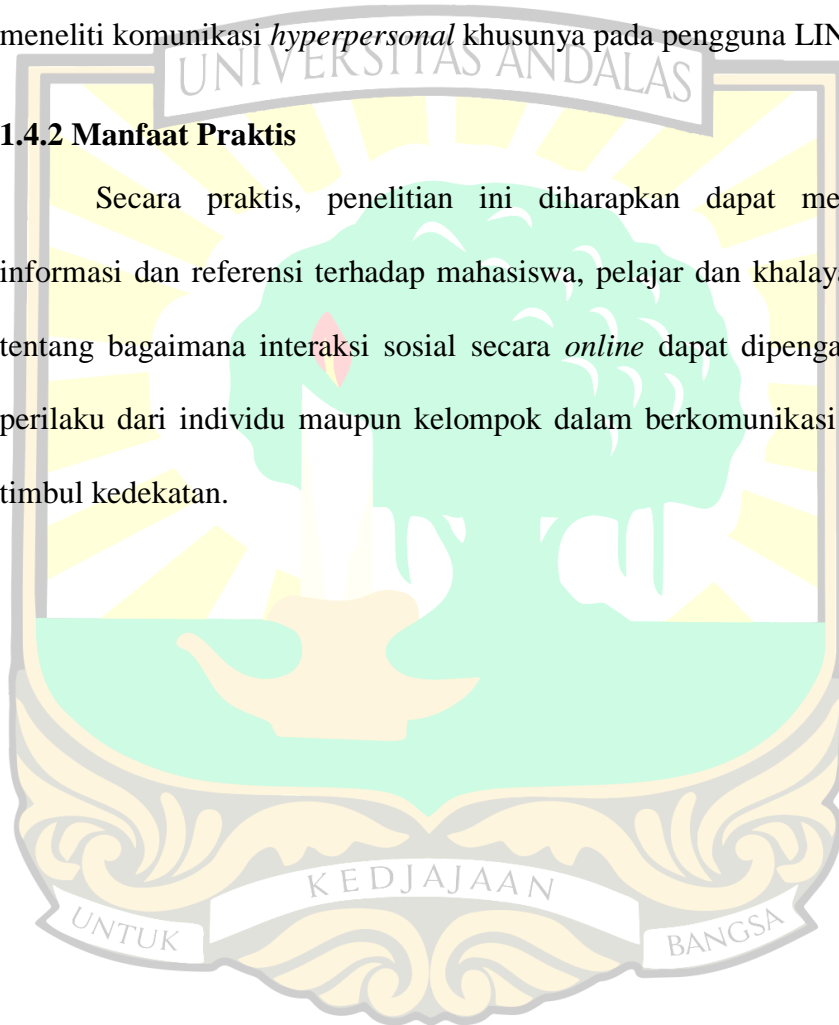 meneliti komunikasi hyperpersonal khusunya pada pengguna LIN
UNIVERSITAS ANDALAS
1.4.2 Manfaat Praktis
Secara praktis, penelitian ini diharapkan dapat me
informasi dan referensi terhadap mahasiswa, pelajar dan khalaya
tentang bagaimana interaksi sosial secara online dapat dipenga
perilaku dari individu maupun kelompok dalam berkomunikasi
timbul kedekatan.
UNTUK KEDJAJAAN BANGSA